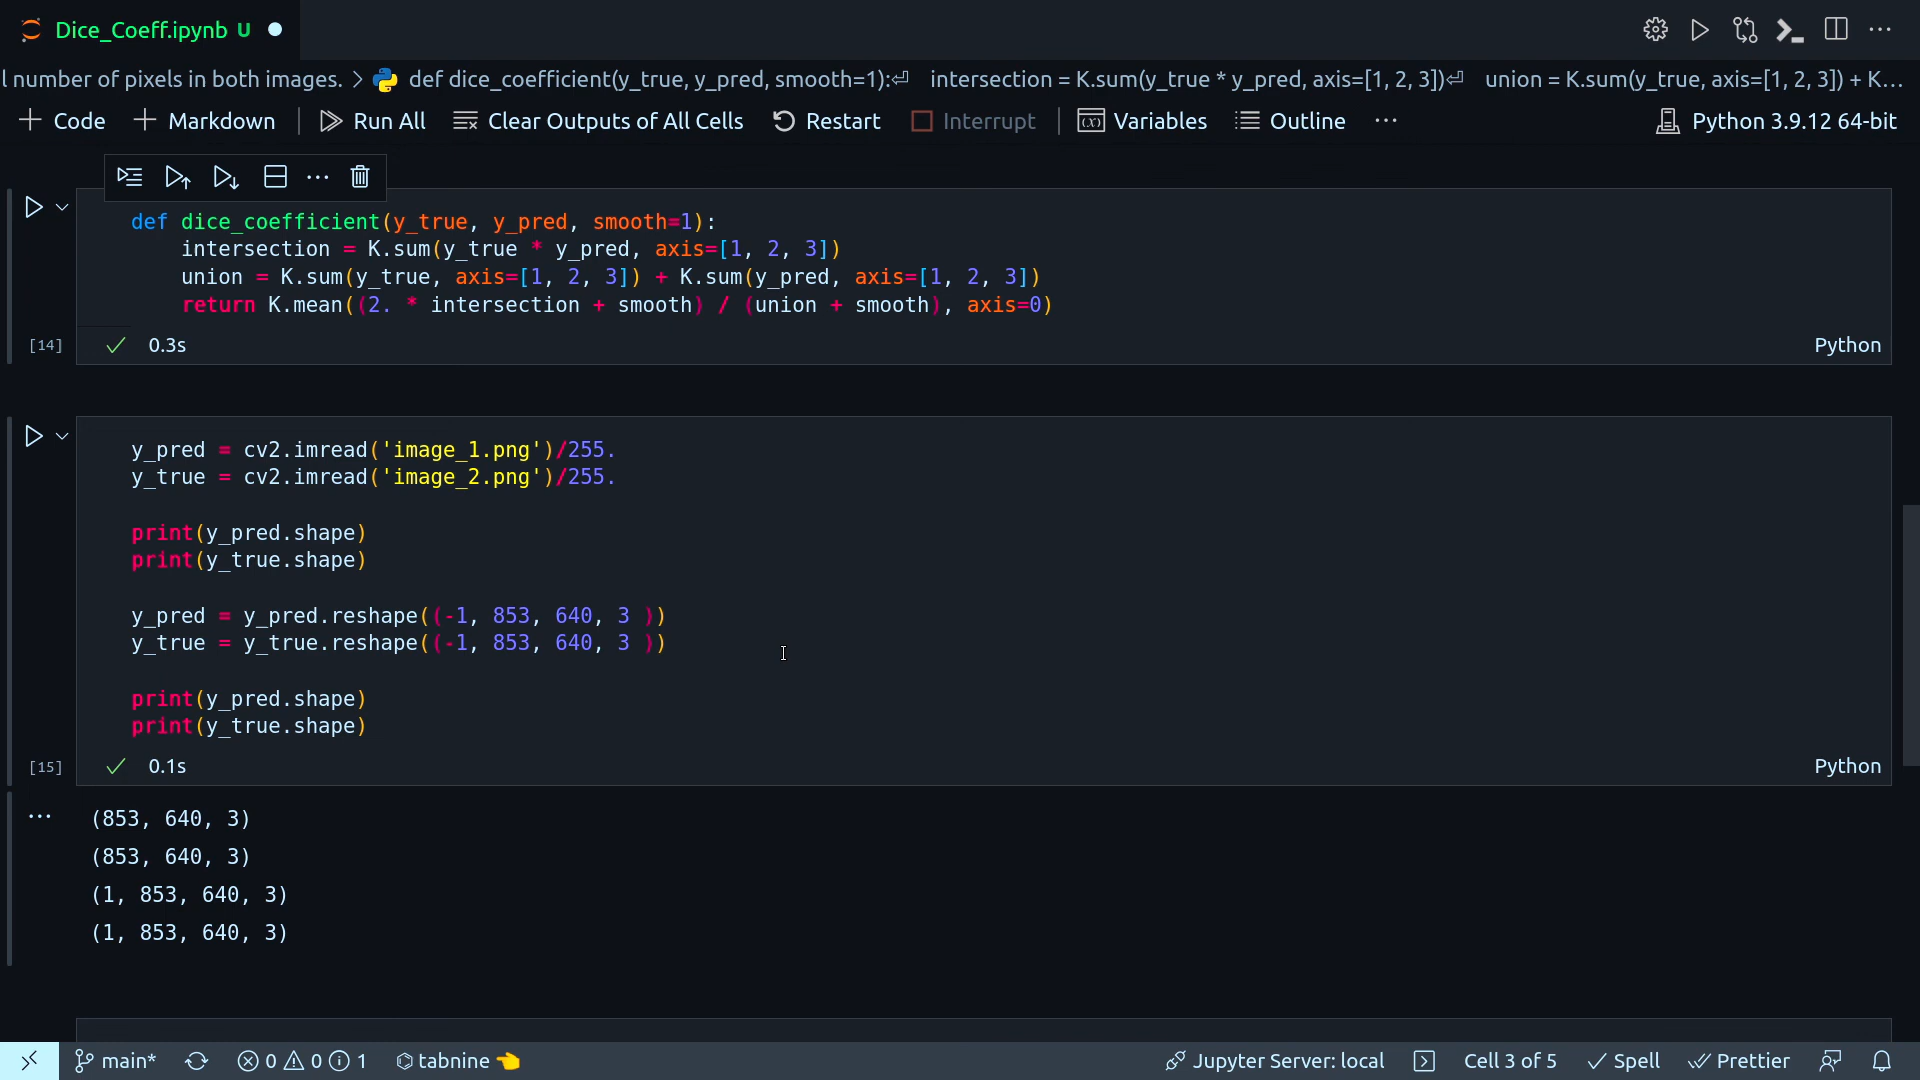 Dice_Coeff.ipynb U
l number of pixels in both images. > def dice_coefficient(y_true, y_pred, smooth=1):⏎ intersection = K.sum(y_true * y_pred, axis=[1, 2, 3])⏎ union = K.sum(y_true, axis=[1, 2, 3]) + K…
+ Code + Markdown Run All Clear Outputs of All Cells Restart Interrupt Variables Outline ··· Python 3.9.12 64-bit
def dice_coefficient(y_true, y_pred, smooth=1):
    intersection = K.sum(y_true * y_pred, axis=[1, 2, 3])
    union = K.sum(y_true, axis=[1, 2, 3]) + K.sum(y_pred, axis=[1, 2, 3])
    return K.mean((2. * intersection + smooth) / (union + smooth), axis=0)
[14] ✓ 0.3s Python
y_pred = cv2.imread('image_1.png')/255.
y_true = cv2.imread('image_2.png')/255.
print(y_pred.shape)
print(y_true.shape)
y_pred = y_pred.reshape((-1, 853, 640, 3 ))
y_true = y_true.reshape((-1, 853, 640, 3 ))
print(y_pred.shape)
print(y_true.shape)
[15] ✓ 0.1s Python
(853, 640, 3)
(853, 640, 3)
(1, 853, 640, 3)
(1, 853, 640, 3)
main* 0 0 1 tabnine Jupyter Server: local Cell 3 of 5 Spell Prettier